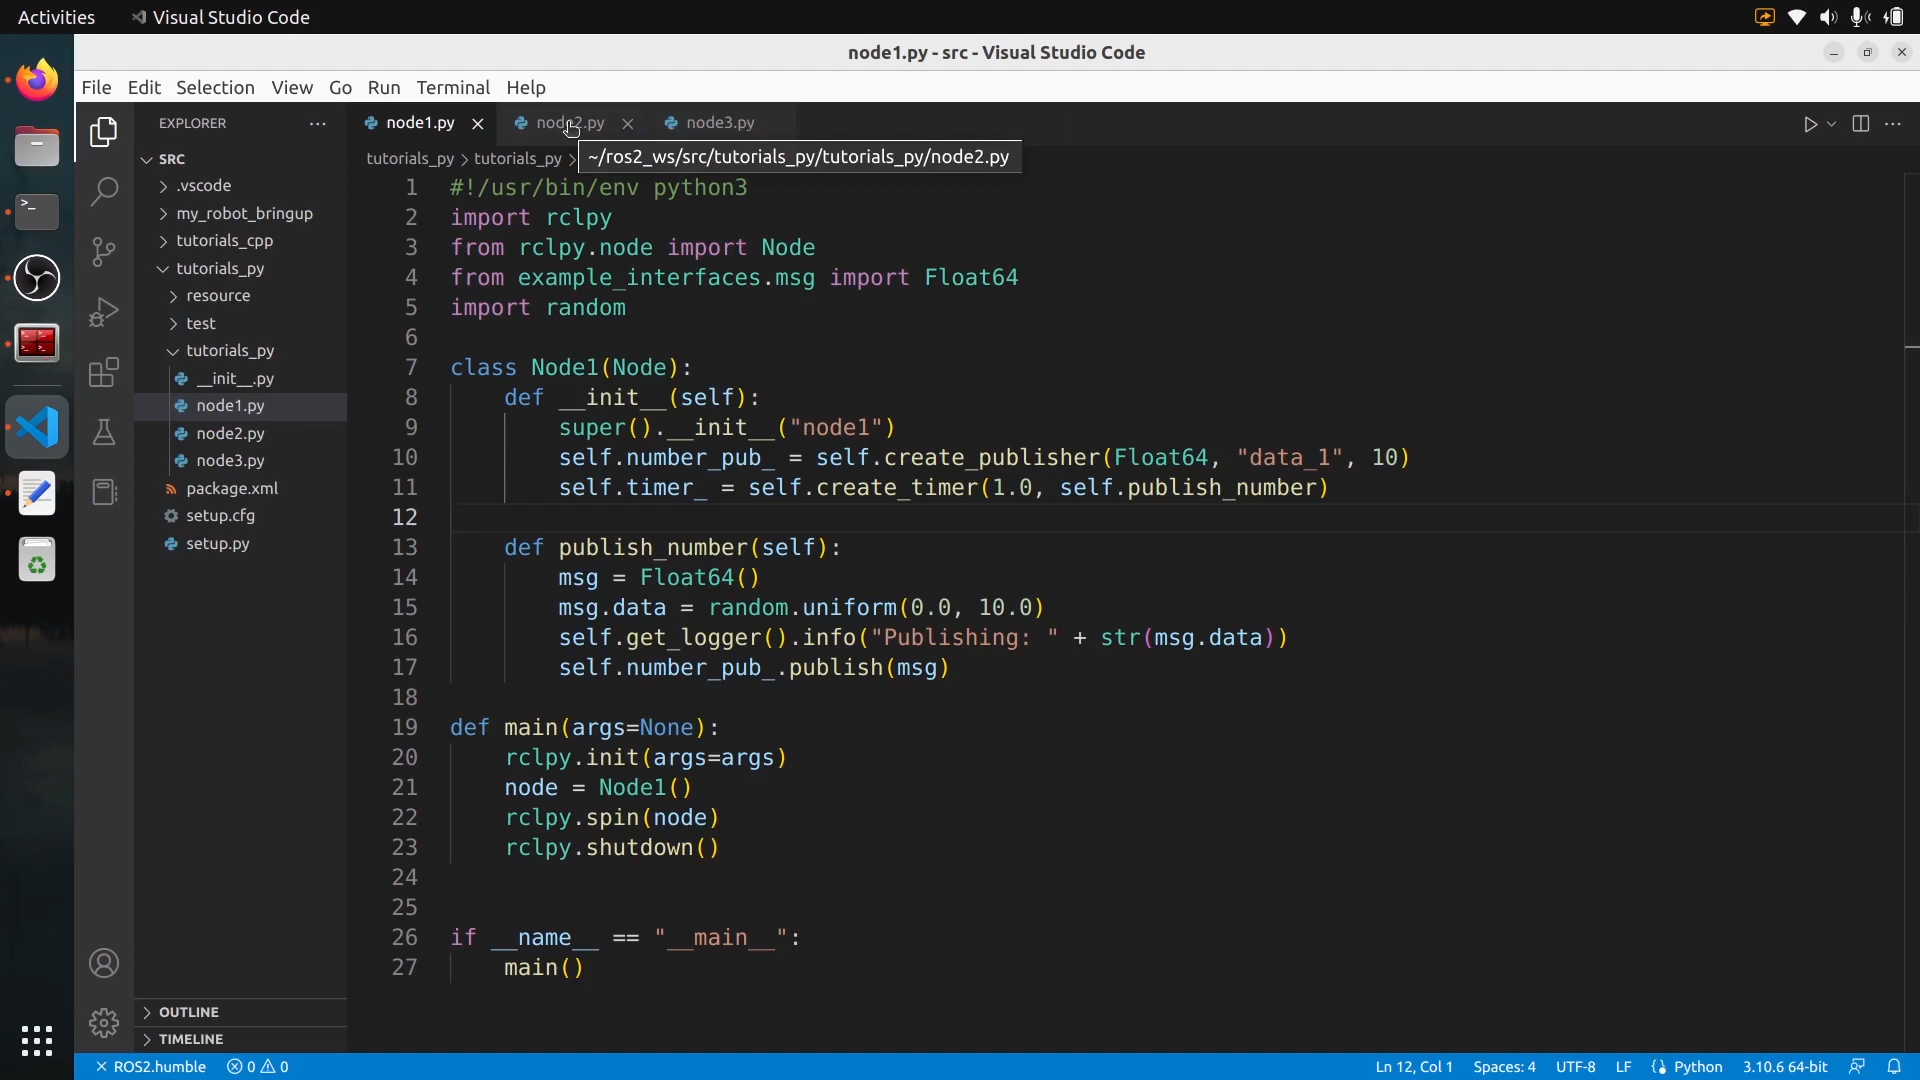 Activities
Visual Studio Code
node1.py - src - Visual Studio Code
File Edit Selection View Go Run Terminal Help
EXPLORER
SRC
.vscode
my_robot_bringup
tutorials_cpp
tutorials_py
resource
test
tutorials_py
__init__.py
node1.py
node2.py
node3.py
package.xml
setup.cfg
setup.py
OUTLINE
TIMELINE
node1.py node2.py node3.py
tutorials_py > tutorials_py >
~/ros2_ws/src/tutorials_py/tutorials_py/node2.py
1 #!/usr/bin/env python3
2 import rclpy
3 from rclpy.node import Node
4 from example_interfaces.msg import Float64
5 import random
6
7 class Node1(Node):
8 def __init__(self):
9 super().__init__("node1")
10 self.number_pub_ = self.create_publisher(Float64, "data_1", 10)
11 self.timer_ = self.create_timer(1.0, self.publish_number)
12
13 def publish_number(self):
14 msg = Float64()
15 msg.data = random.uniform(0.0, 10.0)
16 self.get_logger().info("Publishing: " + str(msg.data))
17 self.number_pub_.publish(msg)
18
19 def main(args=None):
20 rclpy.init(args=args)
21 node = Node1()
22 rclpy.spin(node)
23 rclpy.shutdown()
24
25
26 if __name__ == "__main__":
27 main()
ROS2.humble 0 0 Ln 12, Col 1 Spaces: 4 UTF-8 LF Python 3.10.6 64-bit